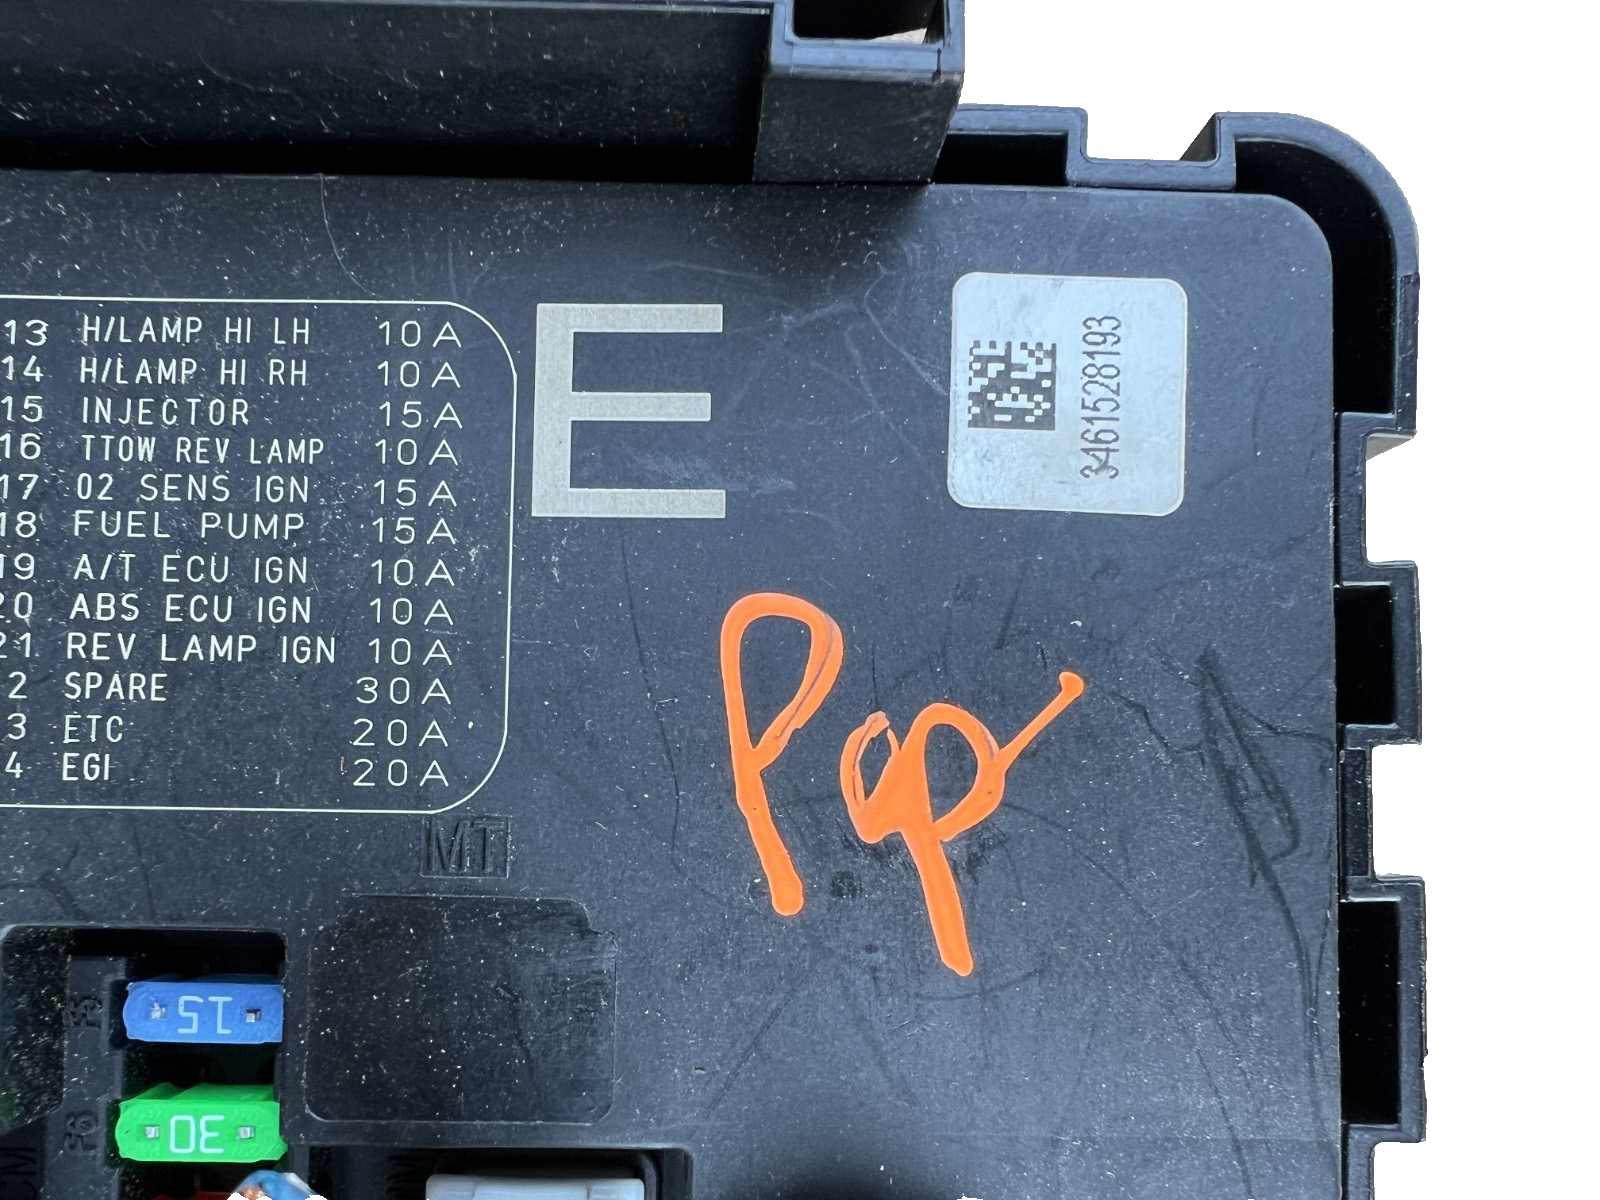 13 H/LAMP HI LH 10A
14 H/LAMP HI RH 10A
15 INJECTOR 15A
16 TTOW REV LAMP 10A
17 O2 SENS IGN 15A
18 FUEL PUMP 15A
19 A/T ECU IGN 10A
20 ABS ECU IGN 10A
21 REV LAMP IGN 10A
2 SPARE 30A
3 ETC 20A
4 EGI 20A
E
3461528193
MT
15
30